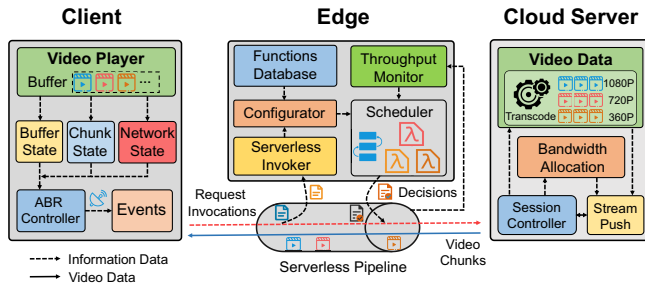 Client
Edge
Cloud Server
Video Player
Buffer
...
Buffer
State
Chunk
State
Network
State
ABR
Controller
Events
Information Data
Video Data
Functions
Database
Throughput
Monitor
Configurator
Scheduler
Serverless
Invoker
Request
Invocations
Decisions
Serverless Pipeline
Video
Chunks
Video Data
Transcode
1080P
720P
360P
Bandwidth
Allocation
Session
Controller
Stream
Push